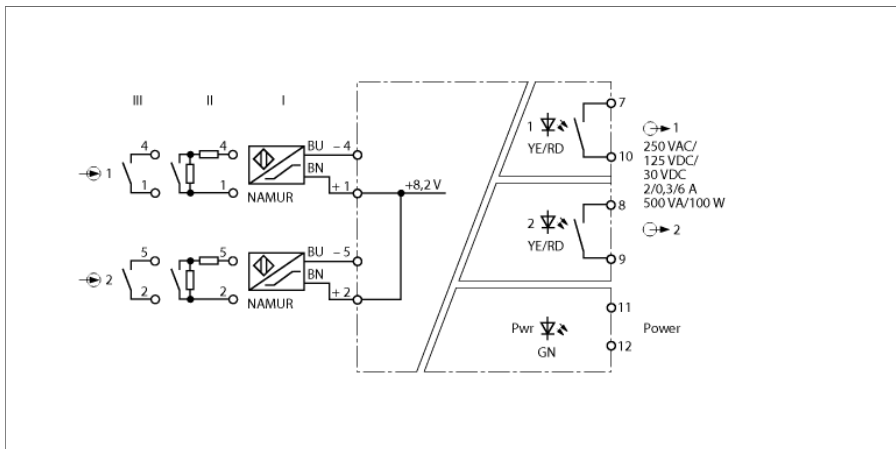 III II I
4 4 BU – 4
BN
1 1 1 + 1 +8,2 V
NAMUR
5 5 BU – 5
BN
2 2 2 + 2
NAMUR
7
1
YE/RD
10
1
250 VAC/
125 VDC/
30 VDC
2/0,3/6 A
500 VA/100 W
8
2
YE/RD
9
2
11
Pwr Power
GN
12